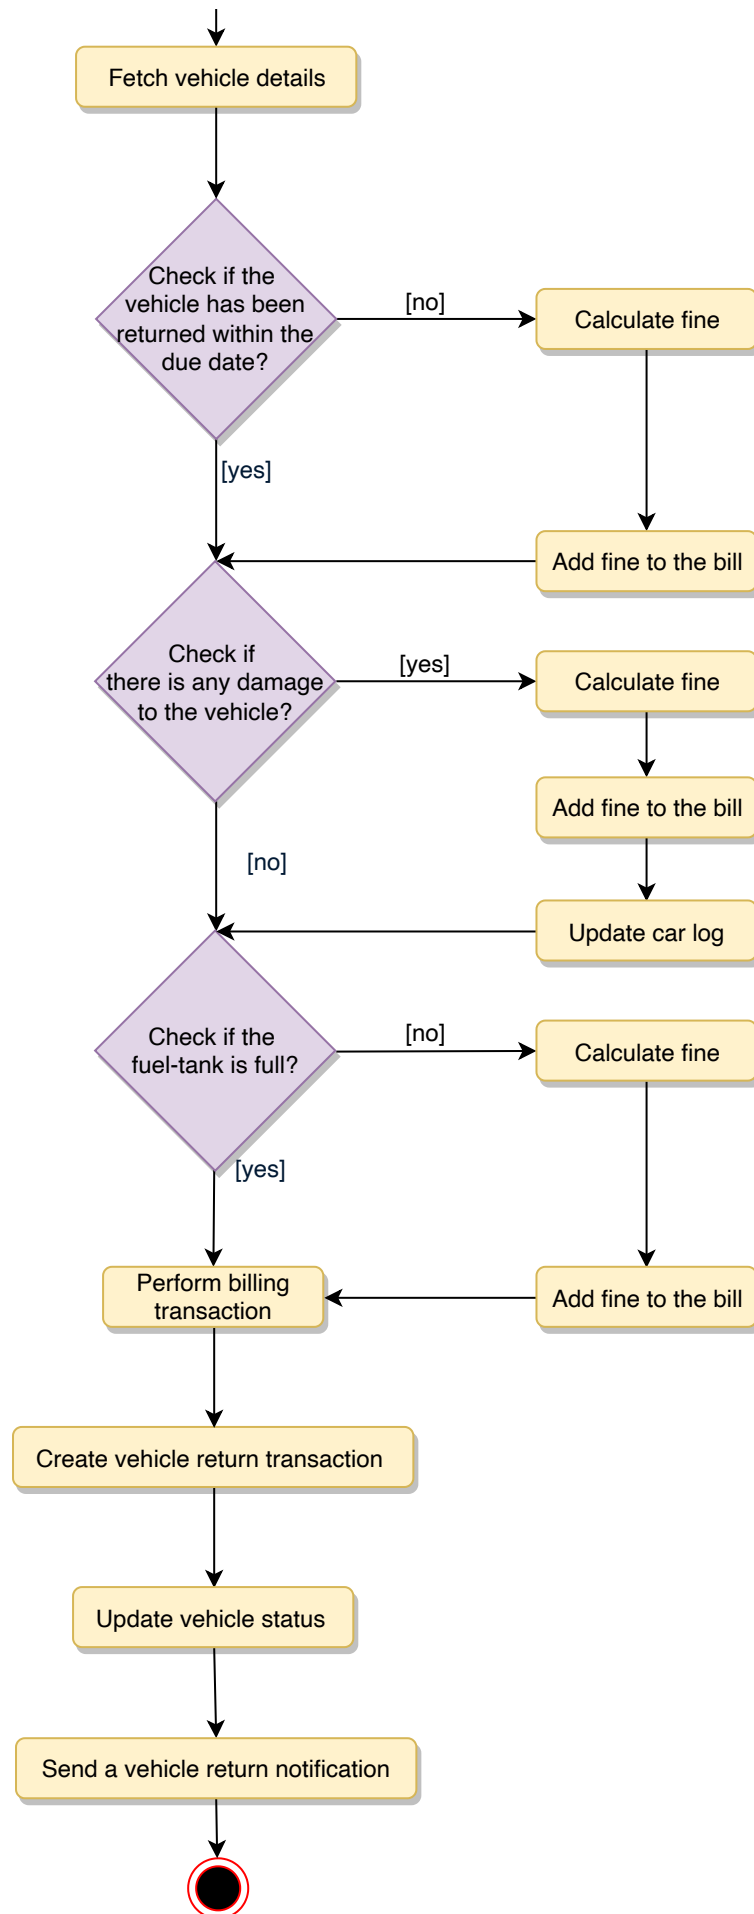 Fetch vehicle details
Check if the
vehicle has been
returned within the
due date?
[no]
Calculate fine
[yes]
Add fine to the bill
Check if
there is any damage
to the vehicle?
[yes]
Calculate fine
Add fine to the bill
[no]
Update car log
Check if the
fuel-tank is full?
[no]
Calculate fine
[yes]
Perform billing
transaction
Add fine to the bill
Create vehicle return transaction
Update vehicle status
Send a vehicle return notification